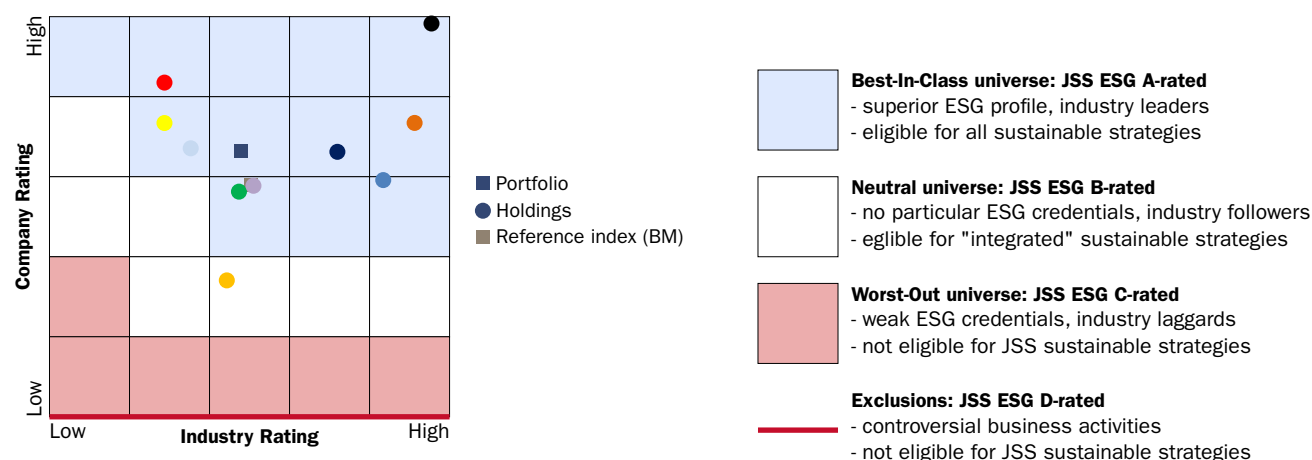 High
Company Rating
Low
Low
Industry Rating
High
Portfolio
Holdings
Reference index (BM)
Best-In-Class universe: JSS ESG A-rated
- superior ESG profile, industry leaders
- eligible for all sustainable strategies
Neutral universe: JSS ESG B-rated
- no particular ESG credentials, industry followers
- eglible for "integrated" sustainable strategies
Worst-Out universe: JSS ESG C-rated
- weak ESG credentials, industry laggards
- not eligible for JSS sustainable strategies
Exclusions: JSS ESG D-rated
- controversial business activities
- not eligible for JSS sustainable strategies